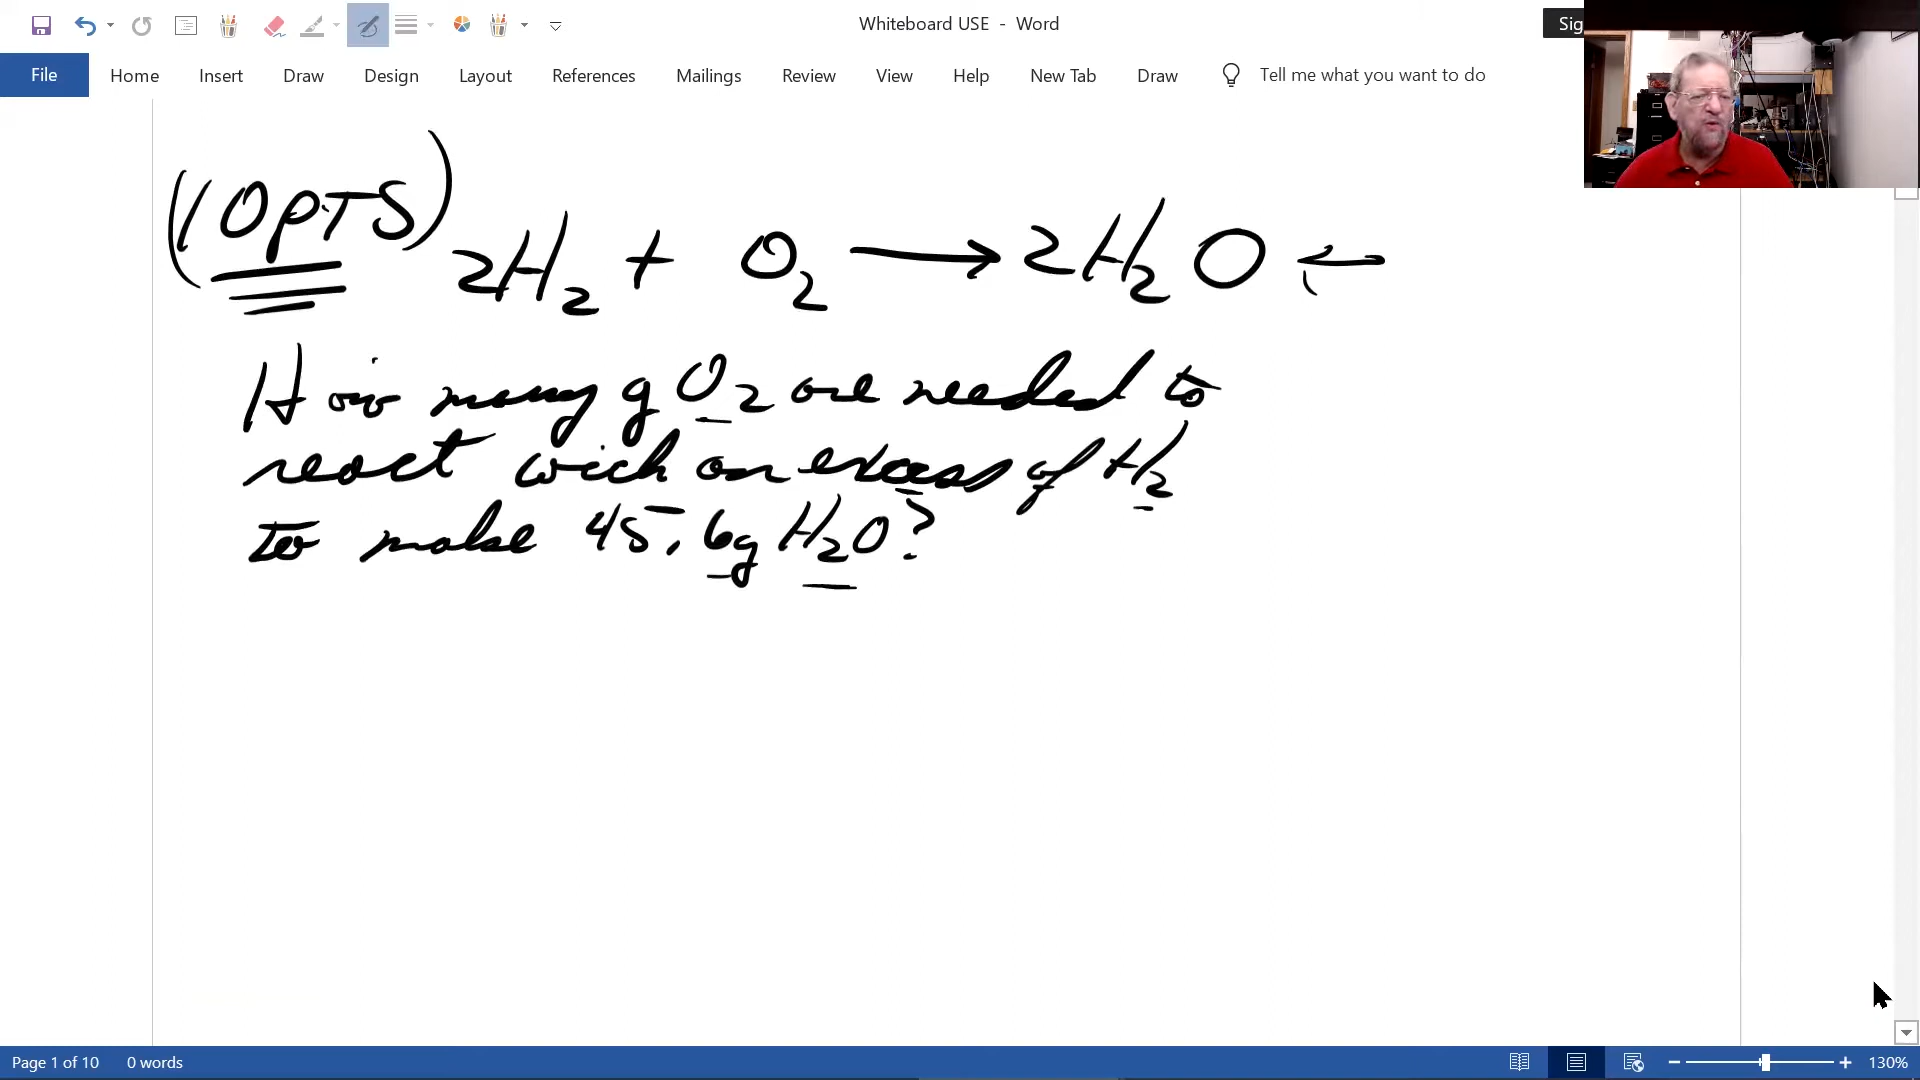 Whiteboard USE - Word
Sig
File Home Insert Draw Design Layout References Mailings Review View Help New Tab Draw Tell me what you want to do
(10PTS) 2H₂ + O₂ → 2H₂O ←
How many g O₂ are needed to
react with an excess of H₂
to make 45.6g H₂O?
Page 1 of 10 0 words 130%